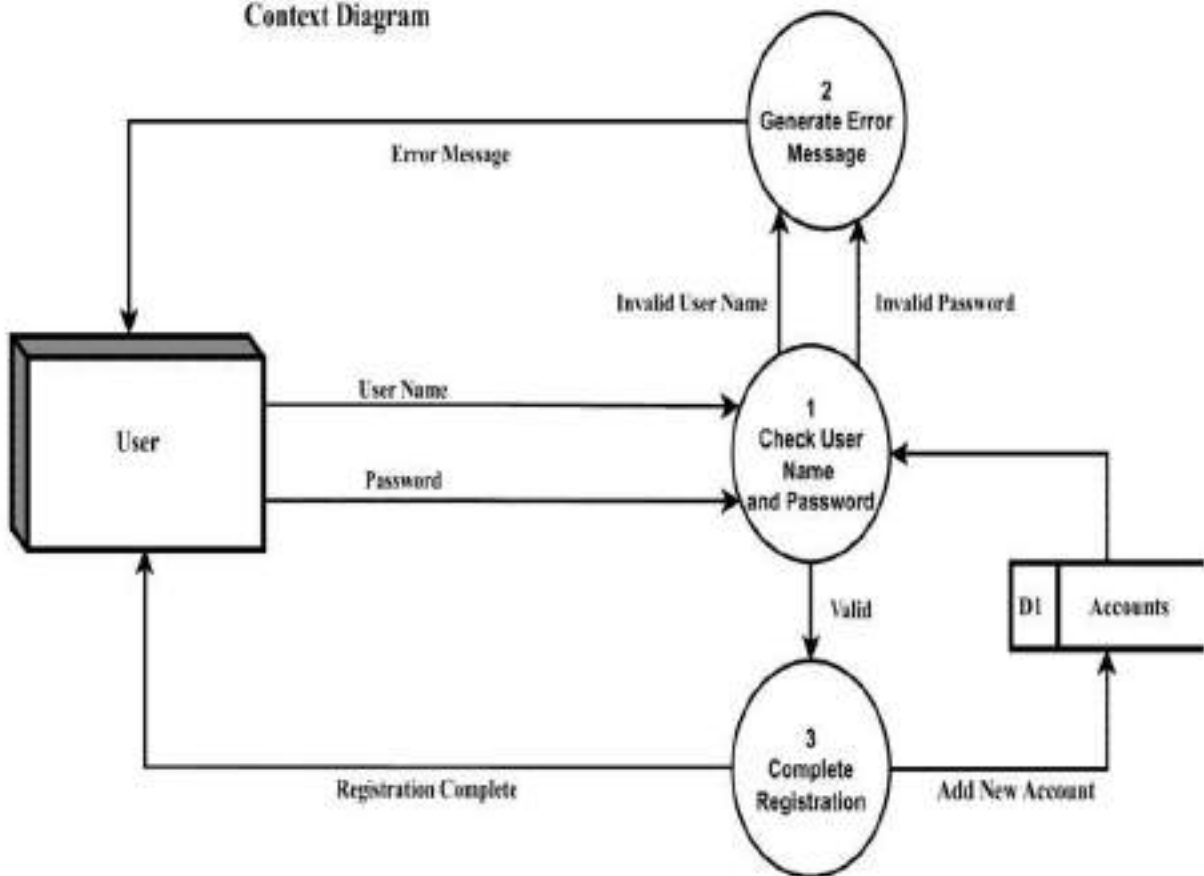 Context Diagram
2
Generate Error
Message
Error Message
Invalid User Name
Invalid Password
User Name
User
Password
1
Check User
Name
and Password
D1
Accounts
Valid
3
Complete
Registration
Registration Complete
Add New Account